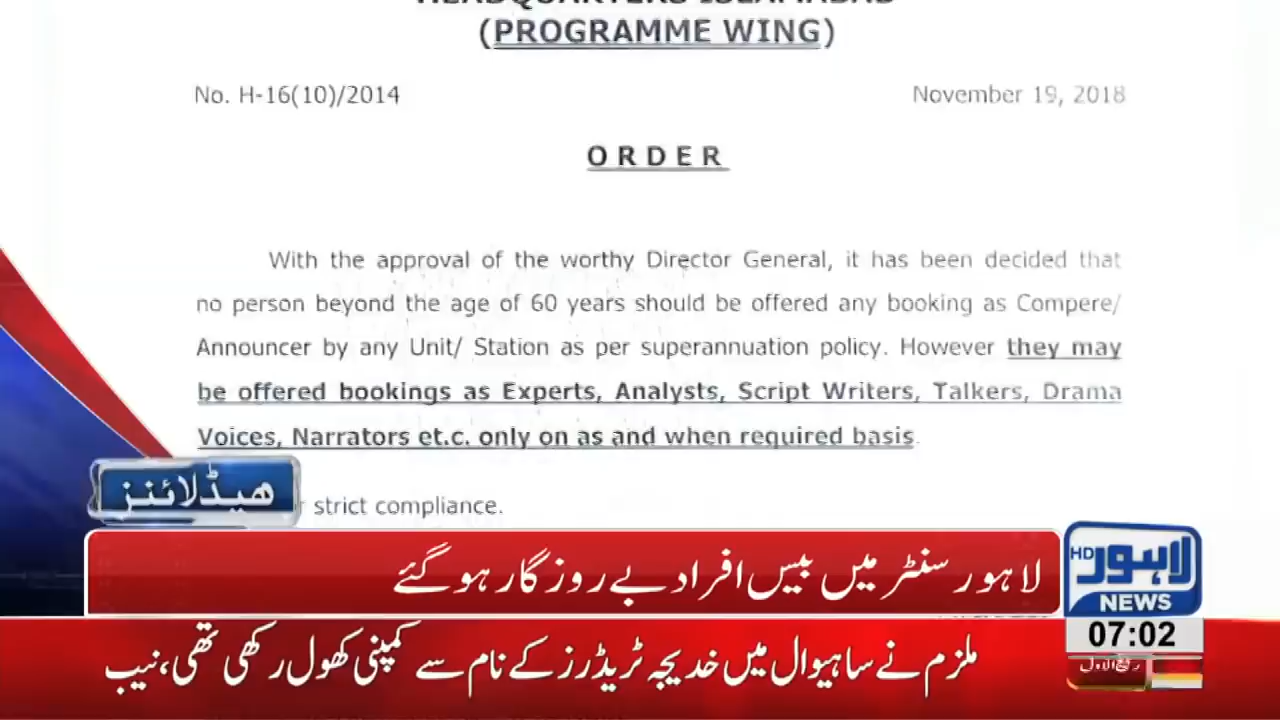 HEADQUARTERS ISLAMABAD
(PROGRAMME WING)
No. H-16(10)/2014
November 19, 2018
ORDER
With the approval of the worthy Director General, it has been decided that
no person beyond the age of 60 years should be offered any booking as Compere/
Announcer by any Unit/ Station as per superannuation policy. However they may
be offered bookings as Experts, Analysts, Script Writers, Talkers, Drama
Voices, Narrators et.c. only on as and when required basis.
strict compliance.
ہیڈلائنز
لاہور سنٹر میں بیس افراد بے روزگار ہوگئے
HD لاہور
NEWS
07:02
ملزم نے ساہیوال میں خدیجہ ٹریڈرز کے نام سے کمپنی کھول رکھی تھی، نیب
ربیع الاول